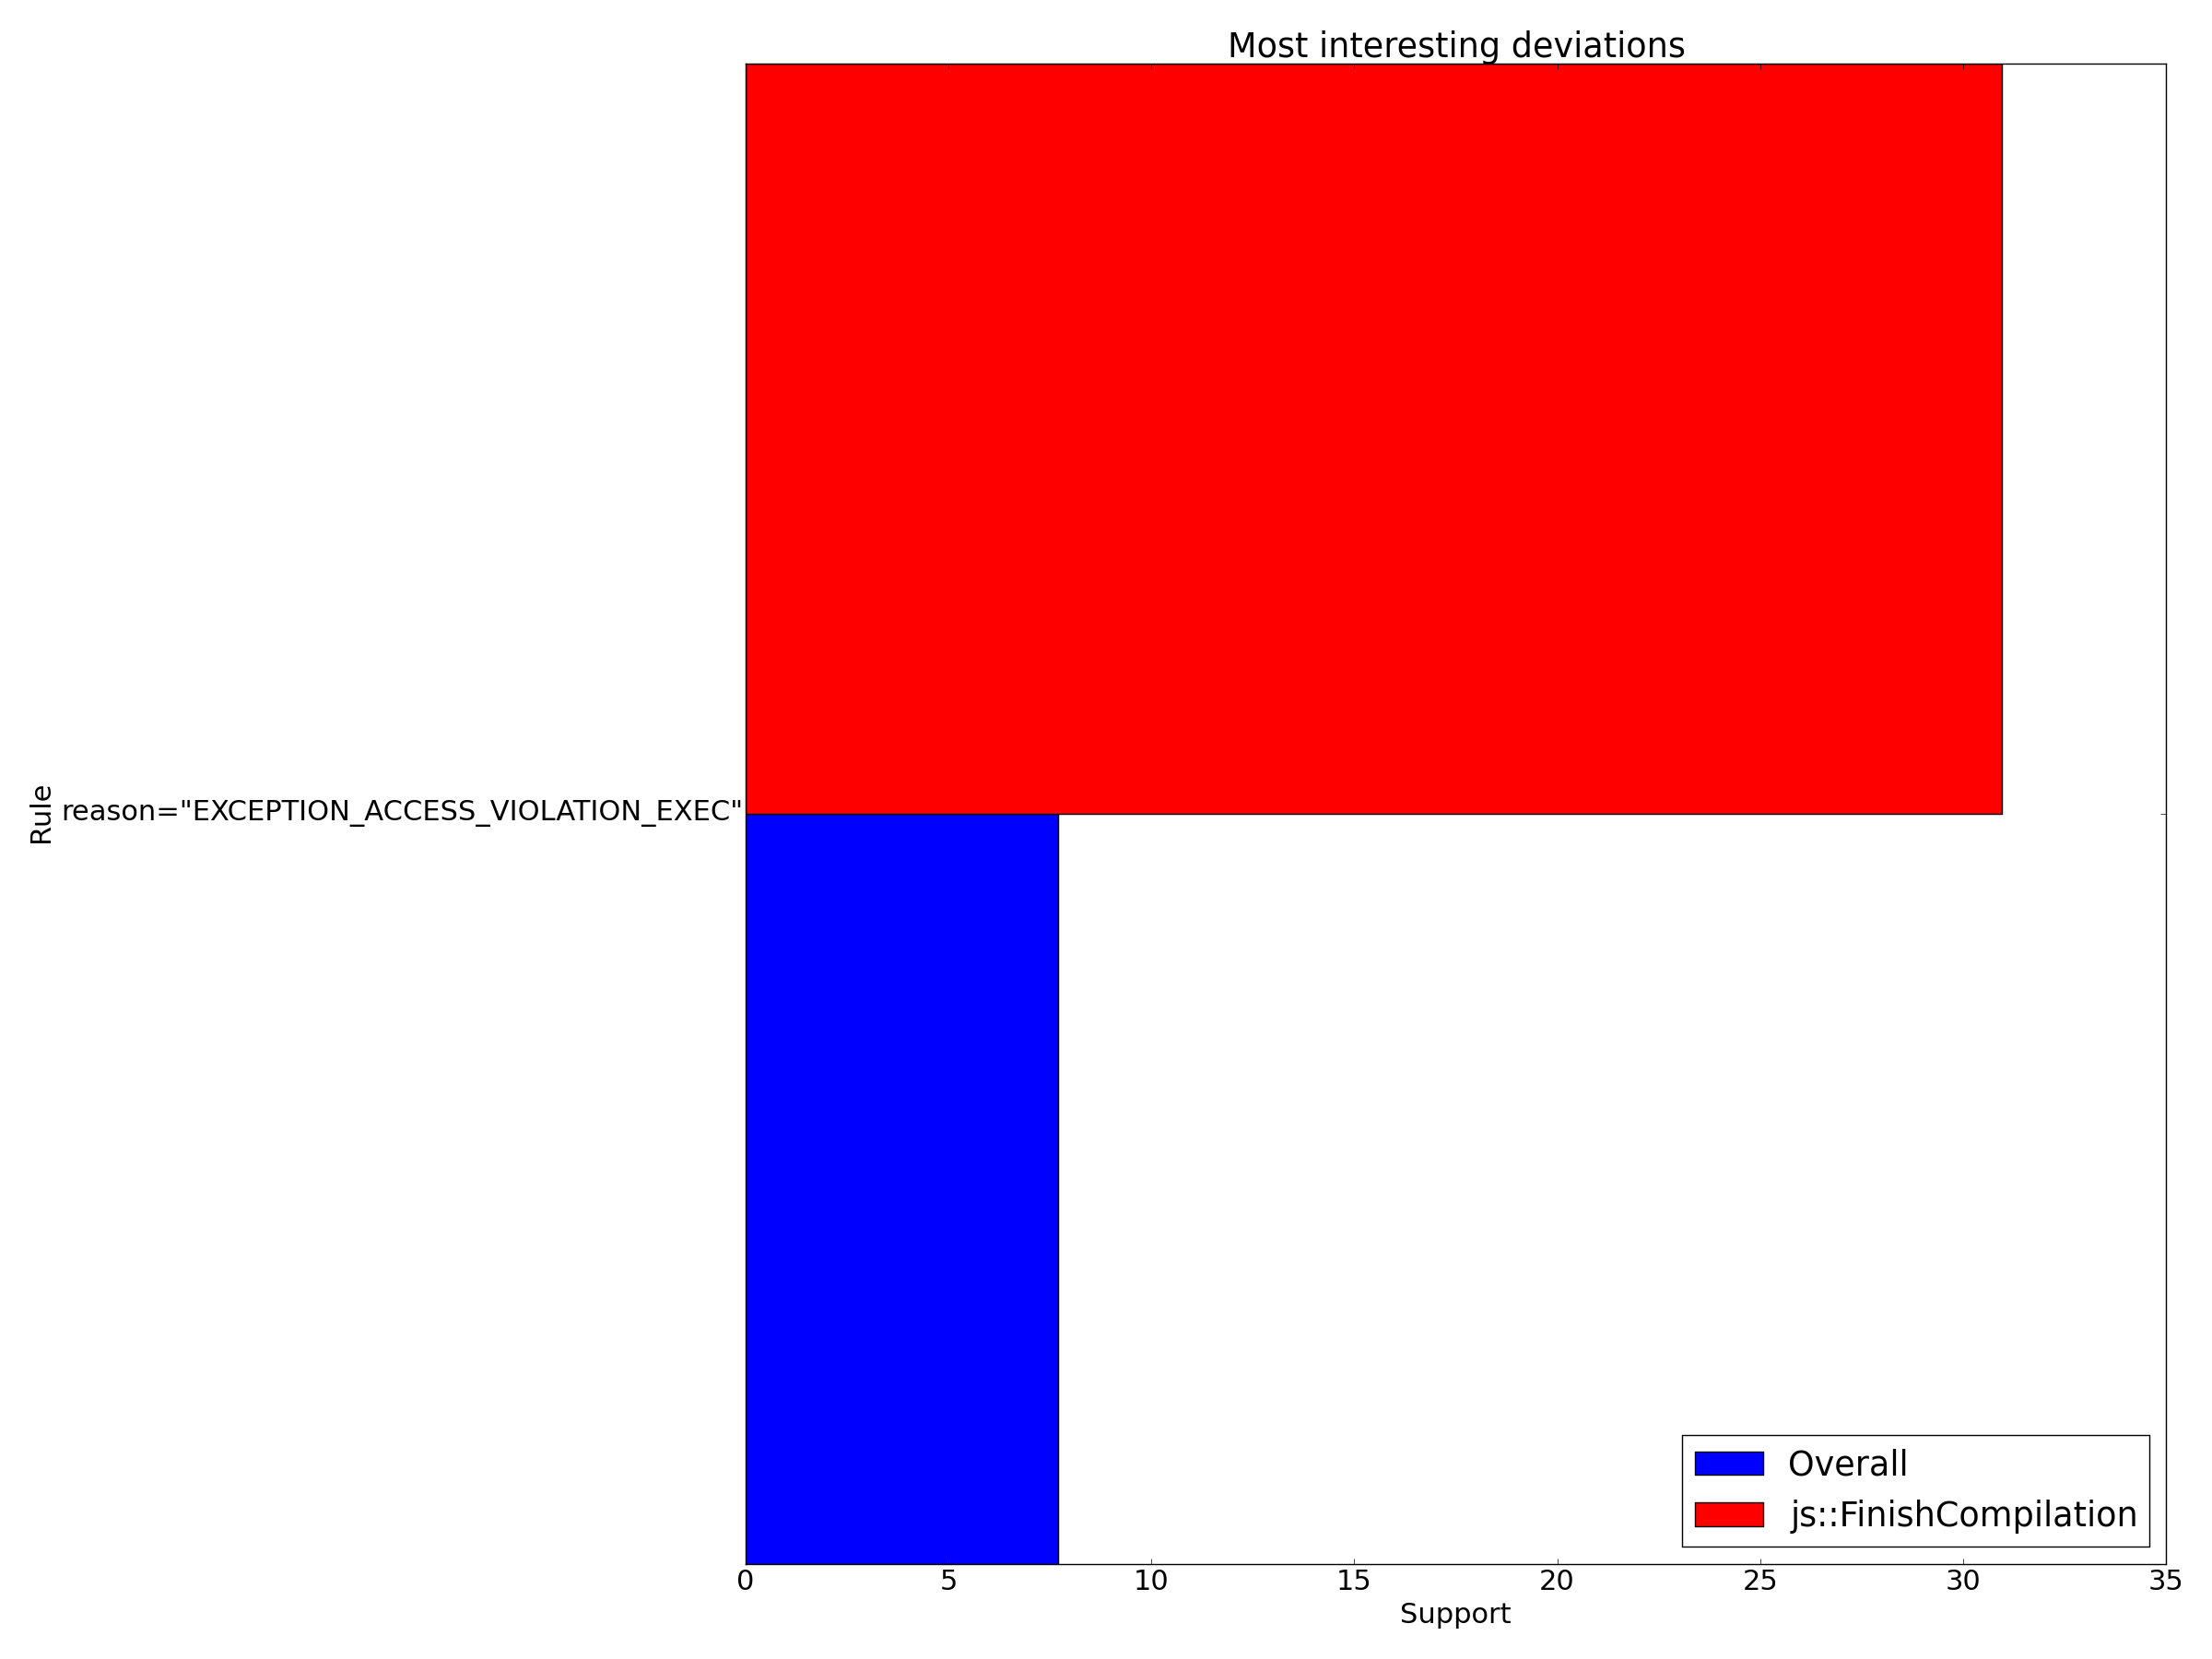 Most interesting deviations
Rule
reason="EXCEPTION_ACCESS_VIOLATION_EXEC"
Overall
js::FinishCompilation
0 5 10 15 20 25 30 35
Support